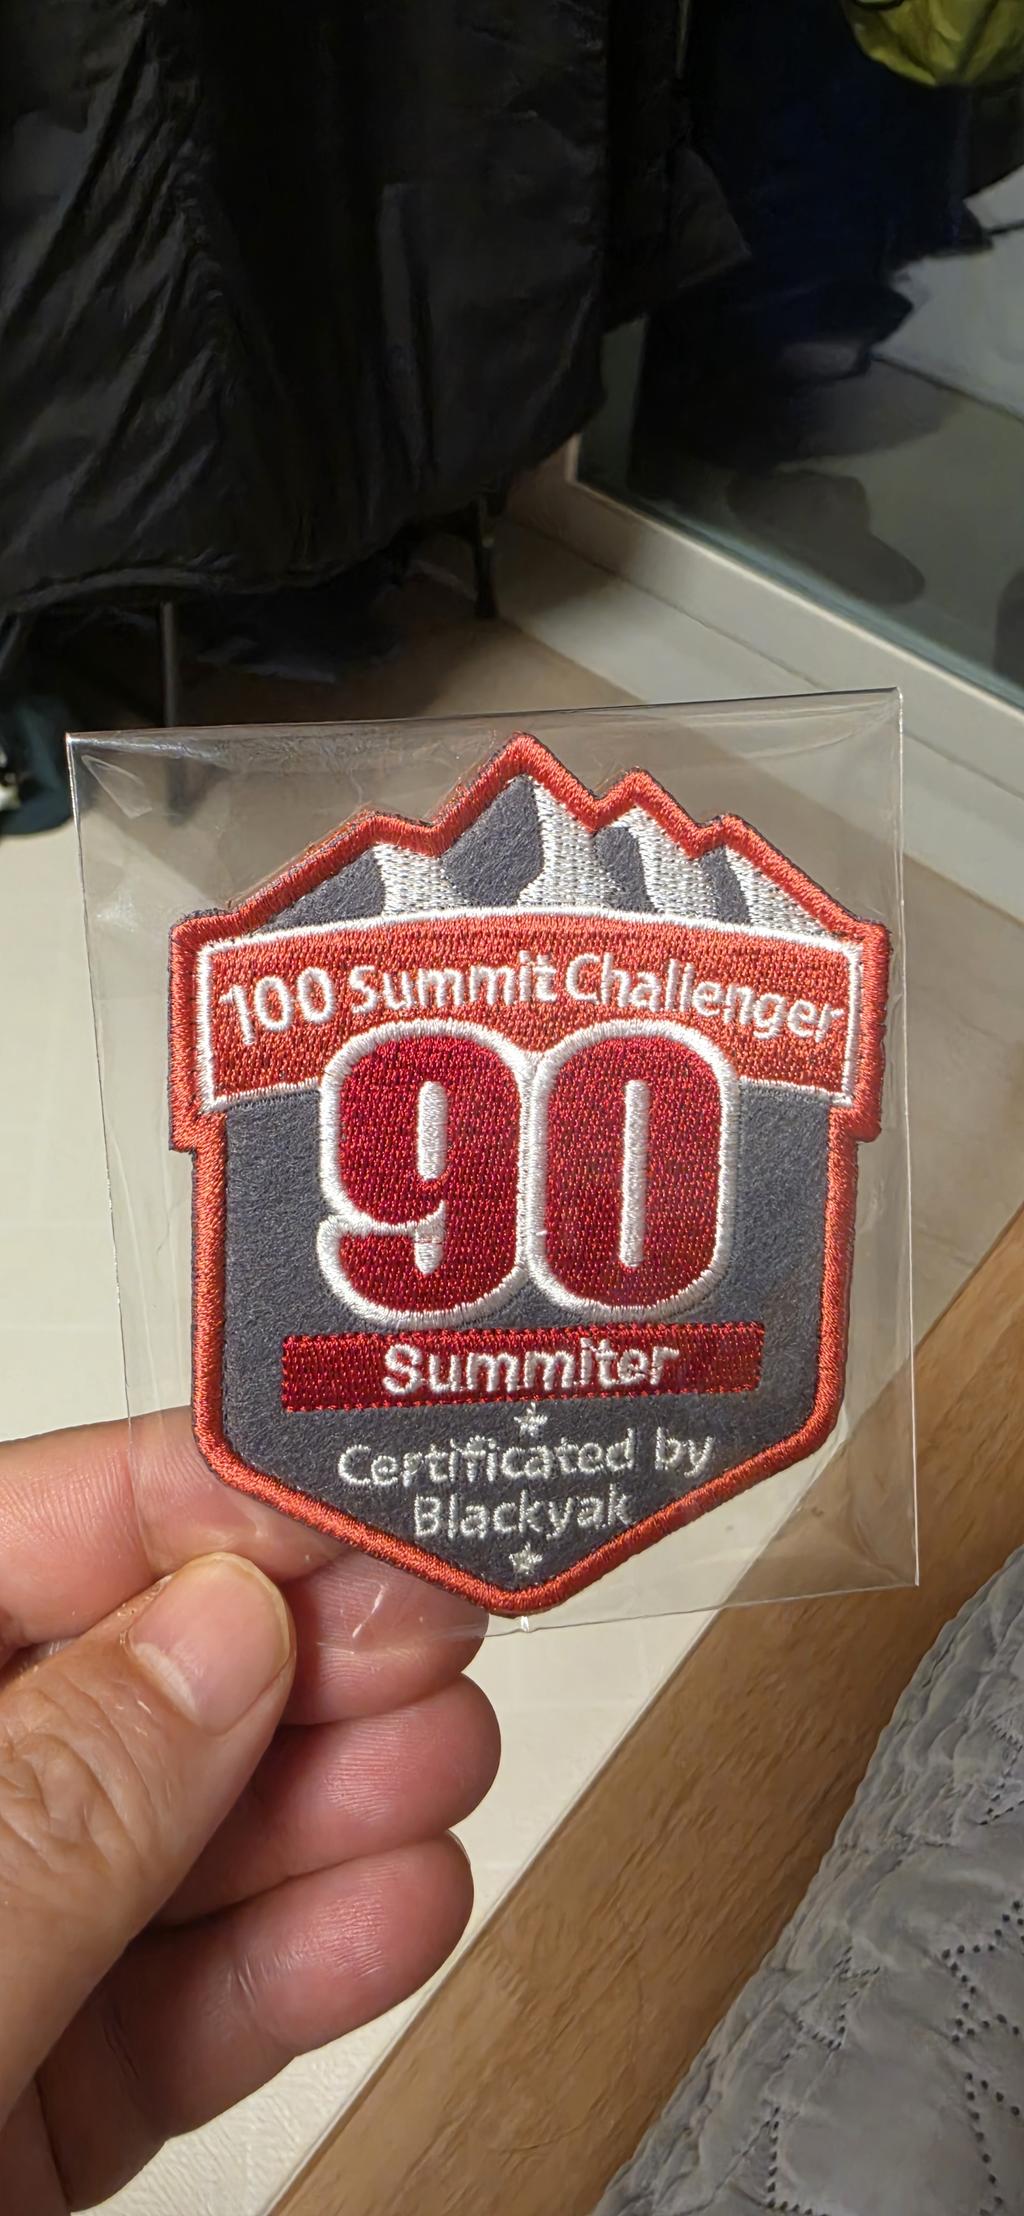 100 Summit Challenger
90
Summiter
Certificated by
Blackyak